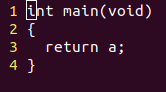 1 int main(void)
2 {
3   return a;
4 }